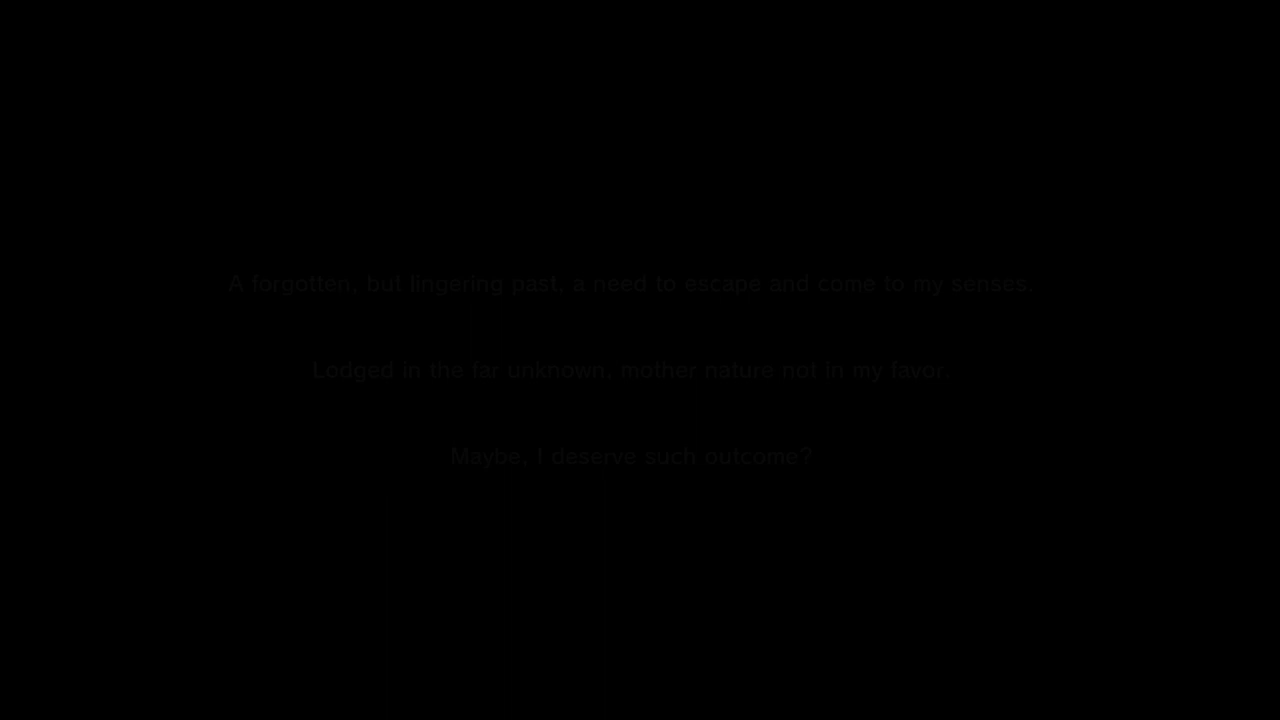 A forgotten, but lingering past, a need to escape and come to my senses.
Lodged in the far unknown, mother nature not in my favor.
Maybe, I deserve such outcome?